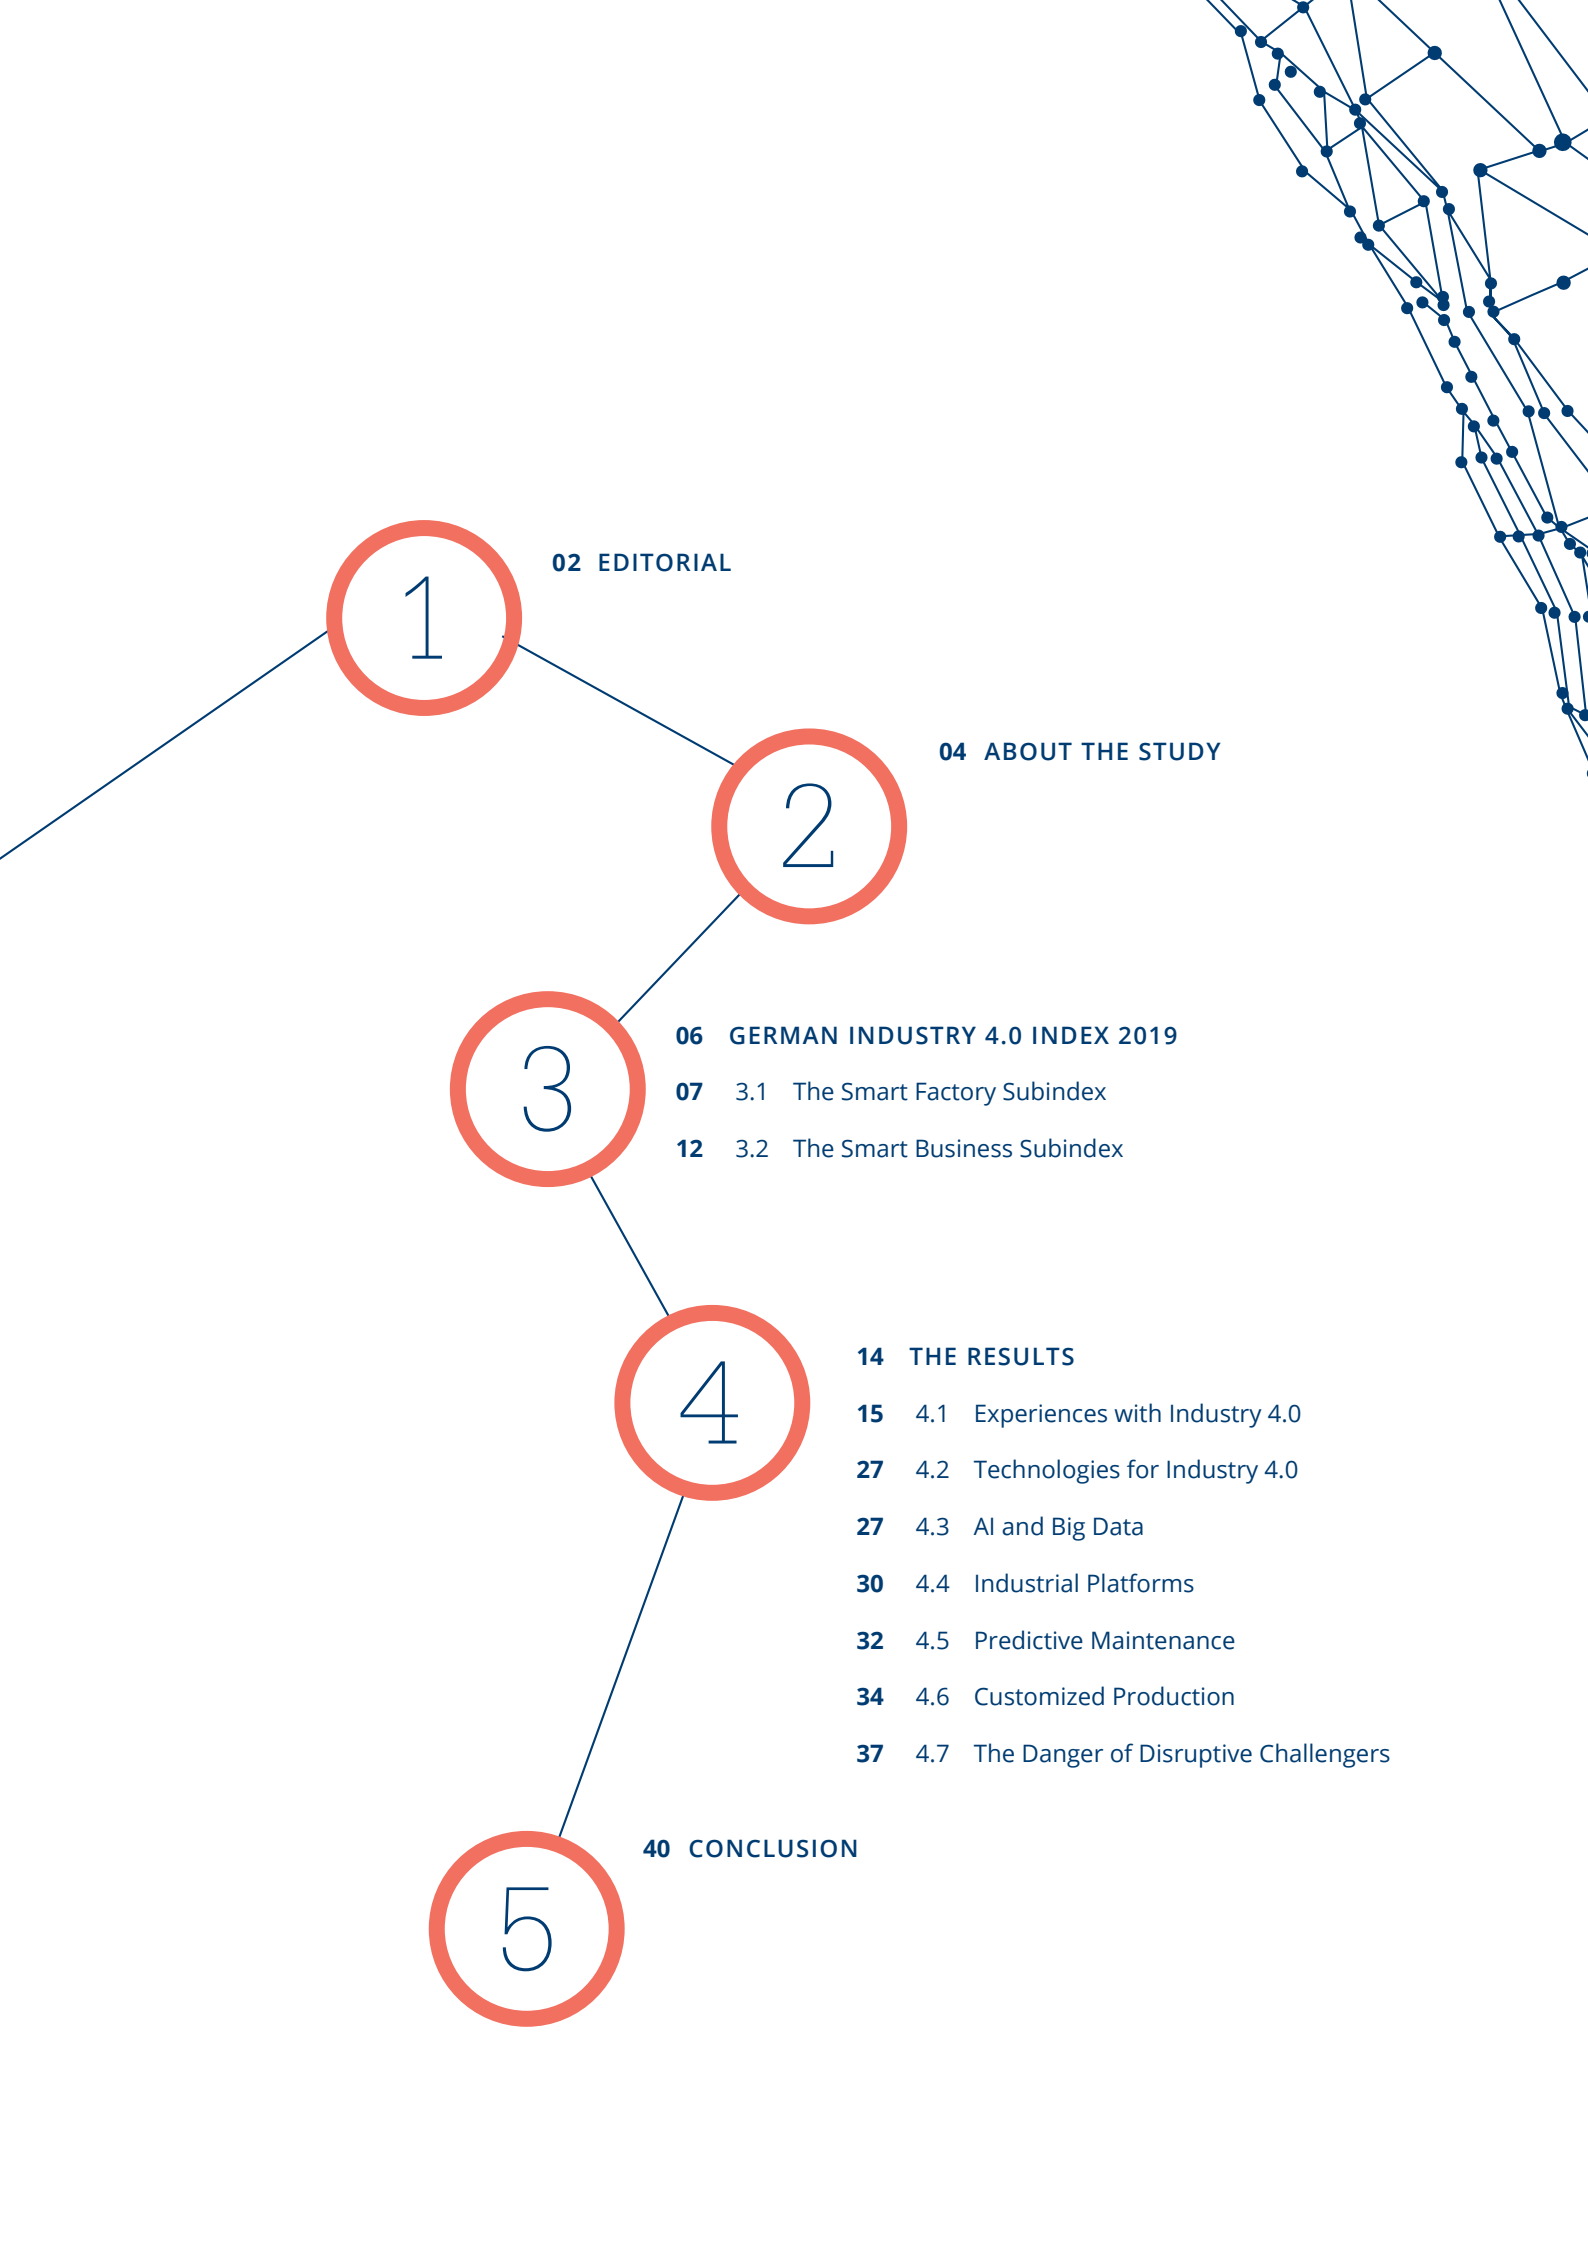 1
02 EDITORIAL
2
04 ABOUT THE STUDY
3
06 GERMAN INDUSTRY 4.0 INDEX 2019
07 3.1 The Smart Factory Subindex
12 3.2 The Smart Business Subindex
4
14 THE RESULTS
15 4.1 Experiences with Industry 4.0
27 4.2 Technologies for Industry 4.0
27 4.3 AI and Big Data
30 4.4 Industrial Platforms
32 4.5 Predictive Maintenance
34 4.6 Customized Production
37 4.7 The Danger of Disruptive Challengers
5
40 CONCLUSION